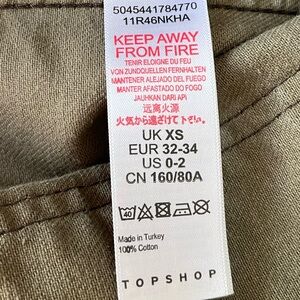 5045441784770
11R46NKHA
KEEP AWAY
FROM FIRE
TENIR ELOIGNE DU FEU
VON ZUNDQUELLEN FERNHALTEN
MANTENER ALEJADO DEL FUEGO
MANTER AFASTADO DO FOGO
JAUHKAN DARI API
远离火源
火気から遠ざけて下さい。
UK XS
EUR 32-34
US 0-2
CN 160/80A
Made in Turkey
100% Cotton
TOPSHOP